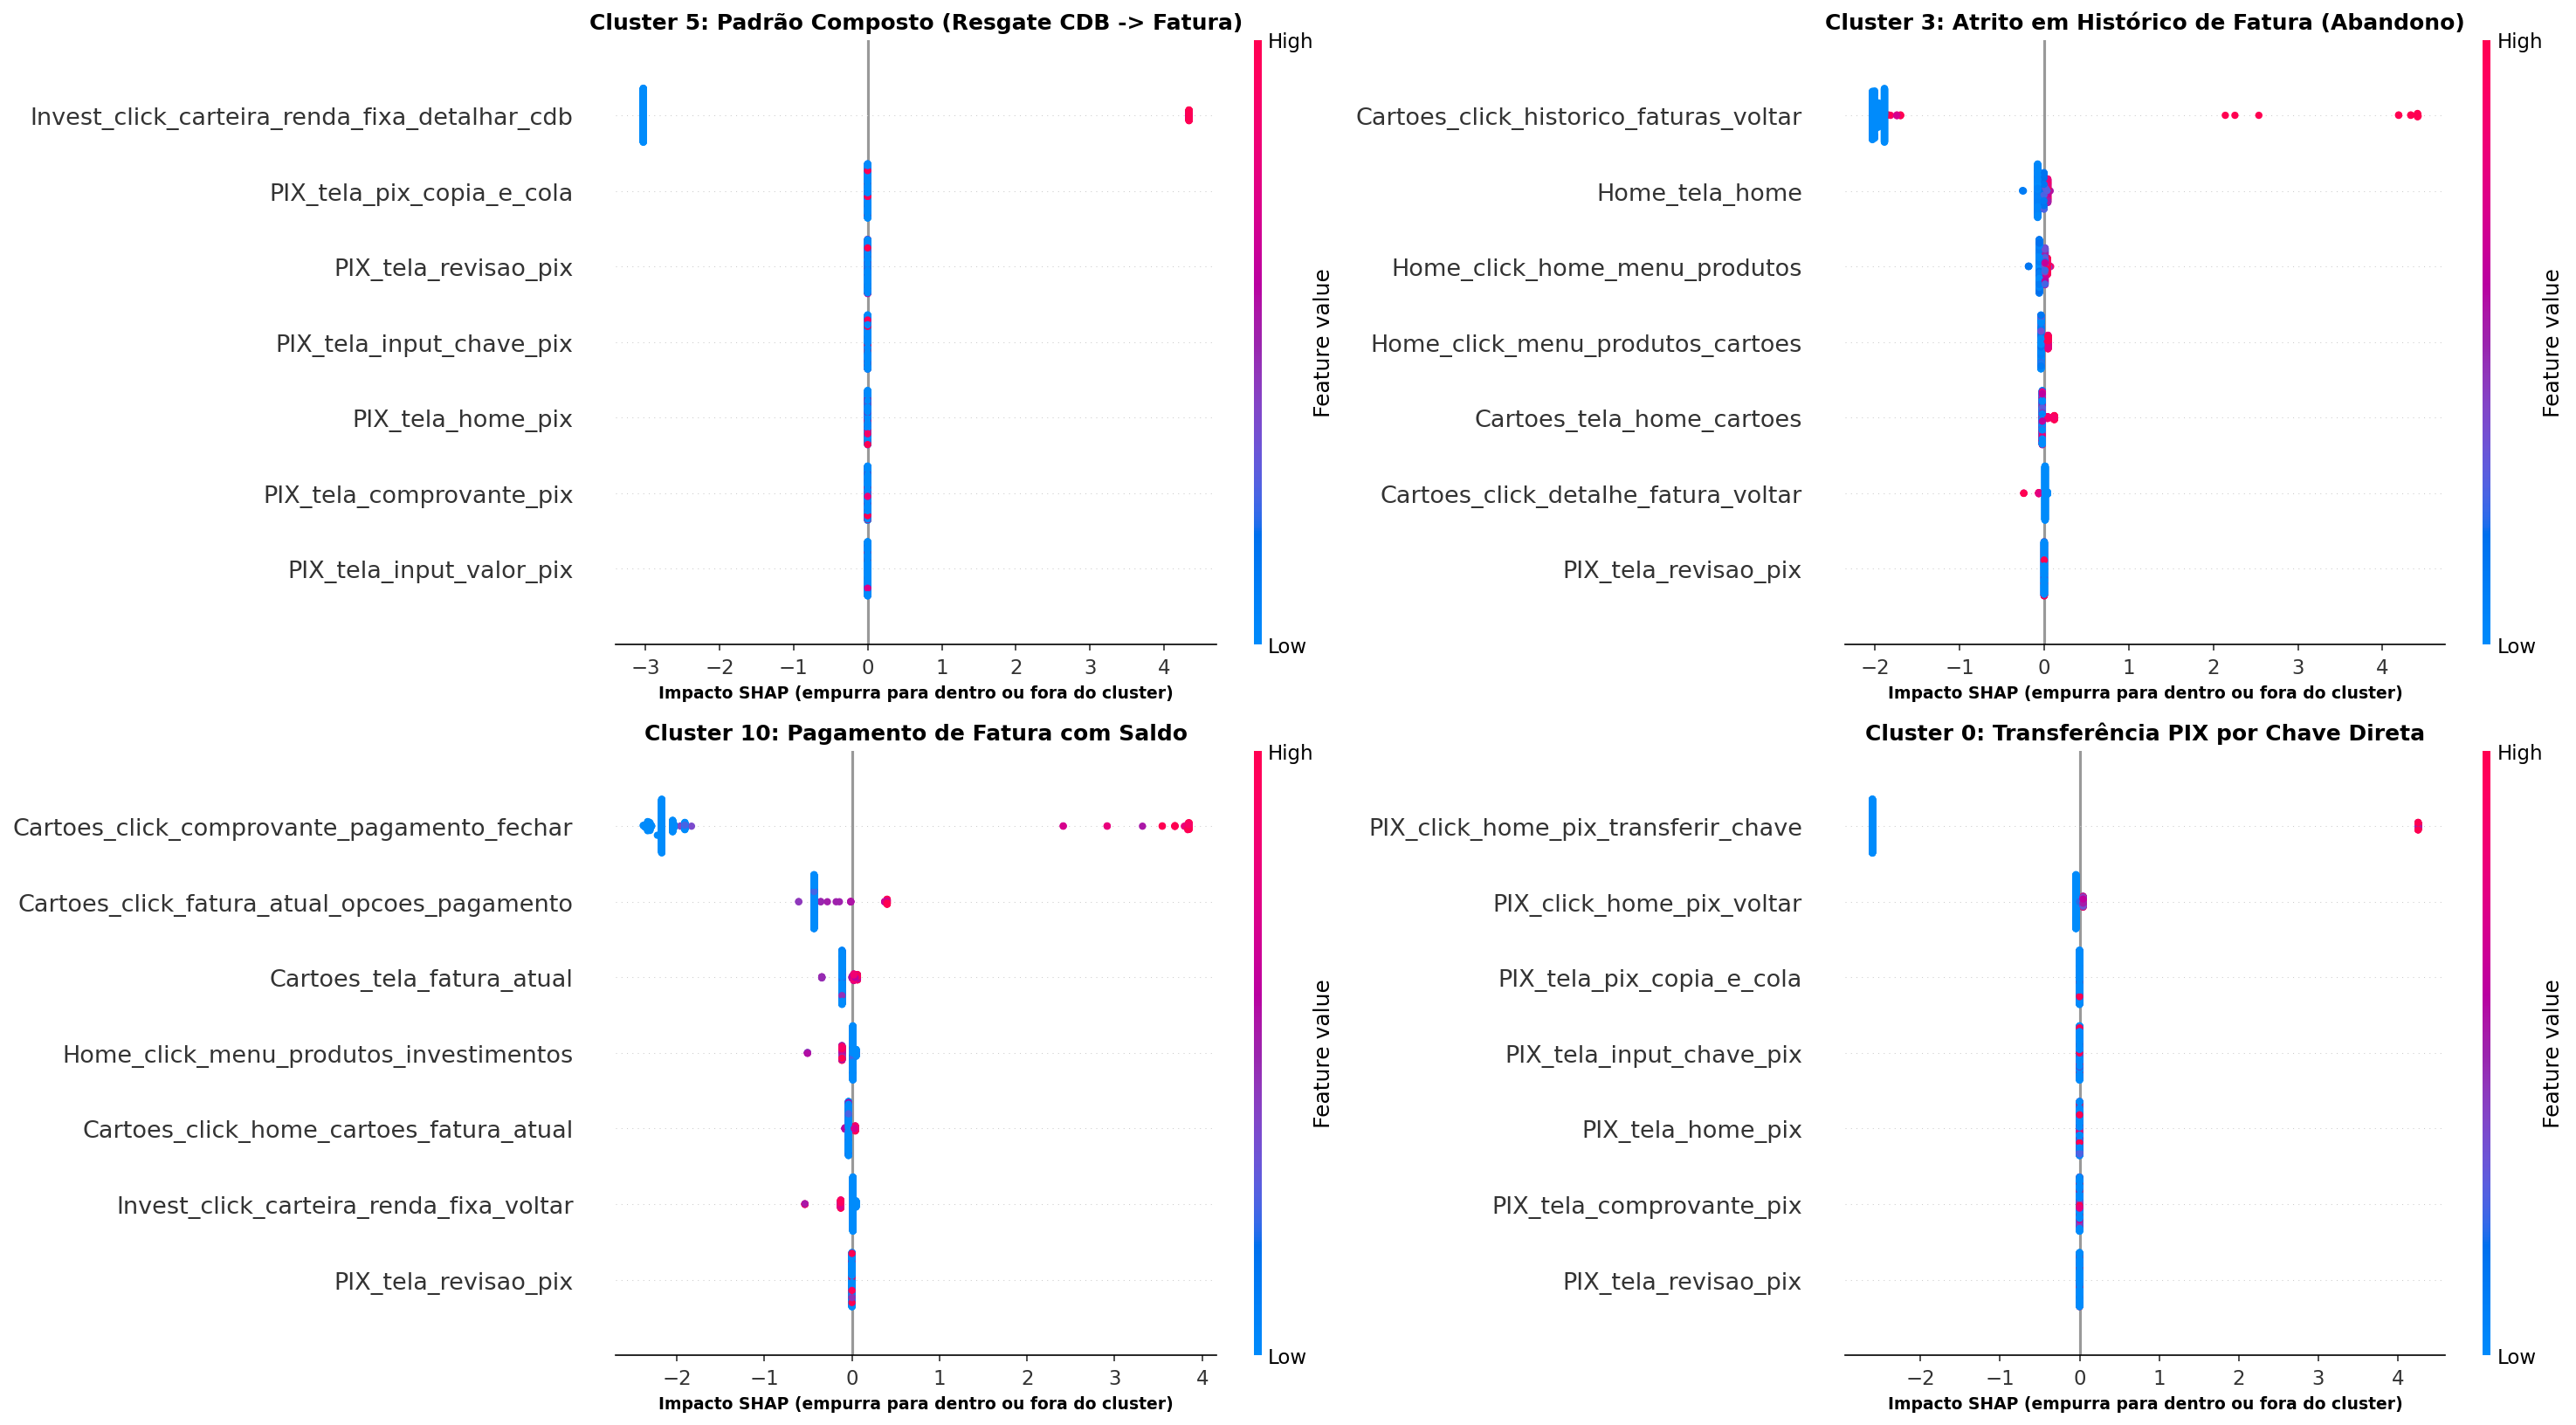 Cluster 5: Padrão Composto (Resgate CDB -> Fatura)
High
Invest_click_carteira_renda_fixa_detalhar_cdb
PIX_tela_pix_copia_e_cola
PIX_tela_revisao_pix
PIX_tela_input_chave_pix
PIX_tela_home_pix
PIX_tela_comprovante_pix
PIX_tela_input_valor_pix
Feature value
Low
−3 −2 −1 0 1 2 3 4
Impacto SHAP (empurra para dentro ou fora do cluster)
Cluster 3: Atrito em Histórico de Fatura (Abandono)
High
Cartoes_click_historico_faturas_voltar
Home_tela_home
Home_click_home_menu_produtos
Home_click_menu_produtos_cartoes
Cartoes_tela_home_cartoes
Cartoes_click_detalhe_fatura_voltar
PIX_tela_revisao_pix
Feature value
Low
−2 −1 0 1 2 3 4
Impacto SHAP (empurra para dentro ou fora do cluster)
Cluster 10: Pagamento de Fatura com Saldo
High
Cartoes_click_comprovante_pagamento_fechar
Cartoes_click_fatura_atual_opcoes_pagamento
Cartoes_tela_fatura_atual
Home_click_menu_produtos_investimentos
Cartoes_click_home_cartoes_fatura_atual
Invest_click_carteira_renda_fixa_voltar
PIX_tela_revisao_pix
Feature value
Low
−2 −1 0 1 2 3 4
Impacto SHAP (empurra para dentro ou fora do cluster)
Cluster 0: Transferência PIX por Chave Direta
High
PIX_click_home_pix_transferir_chave
PIX_click_home_pix_voltar
PIX_tela_pix_copia_e_cola
PIX_tela_input_chave_pix
PIX_tela_home_pix
PIX_tela_comprovante_pix
PIX_tela_revisao_pix
Feature value
Low
−2 −1 0 1 2 3 4
Impacto SHAP (empurra para dentro ou fora do cluster)